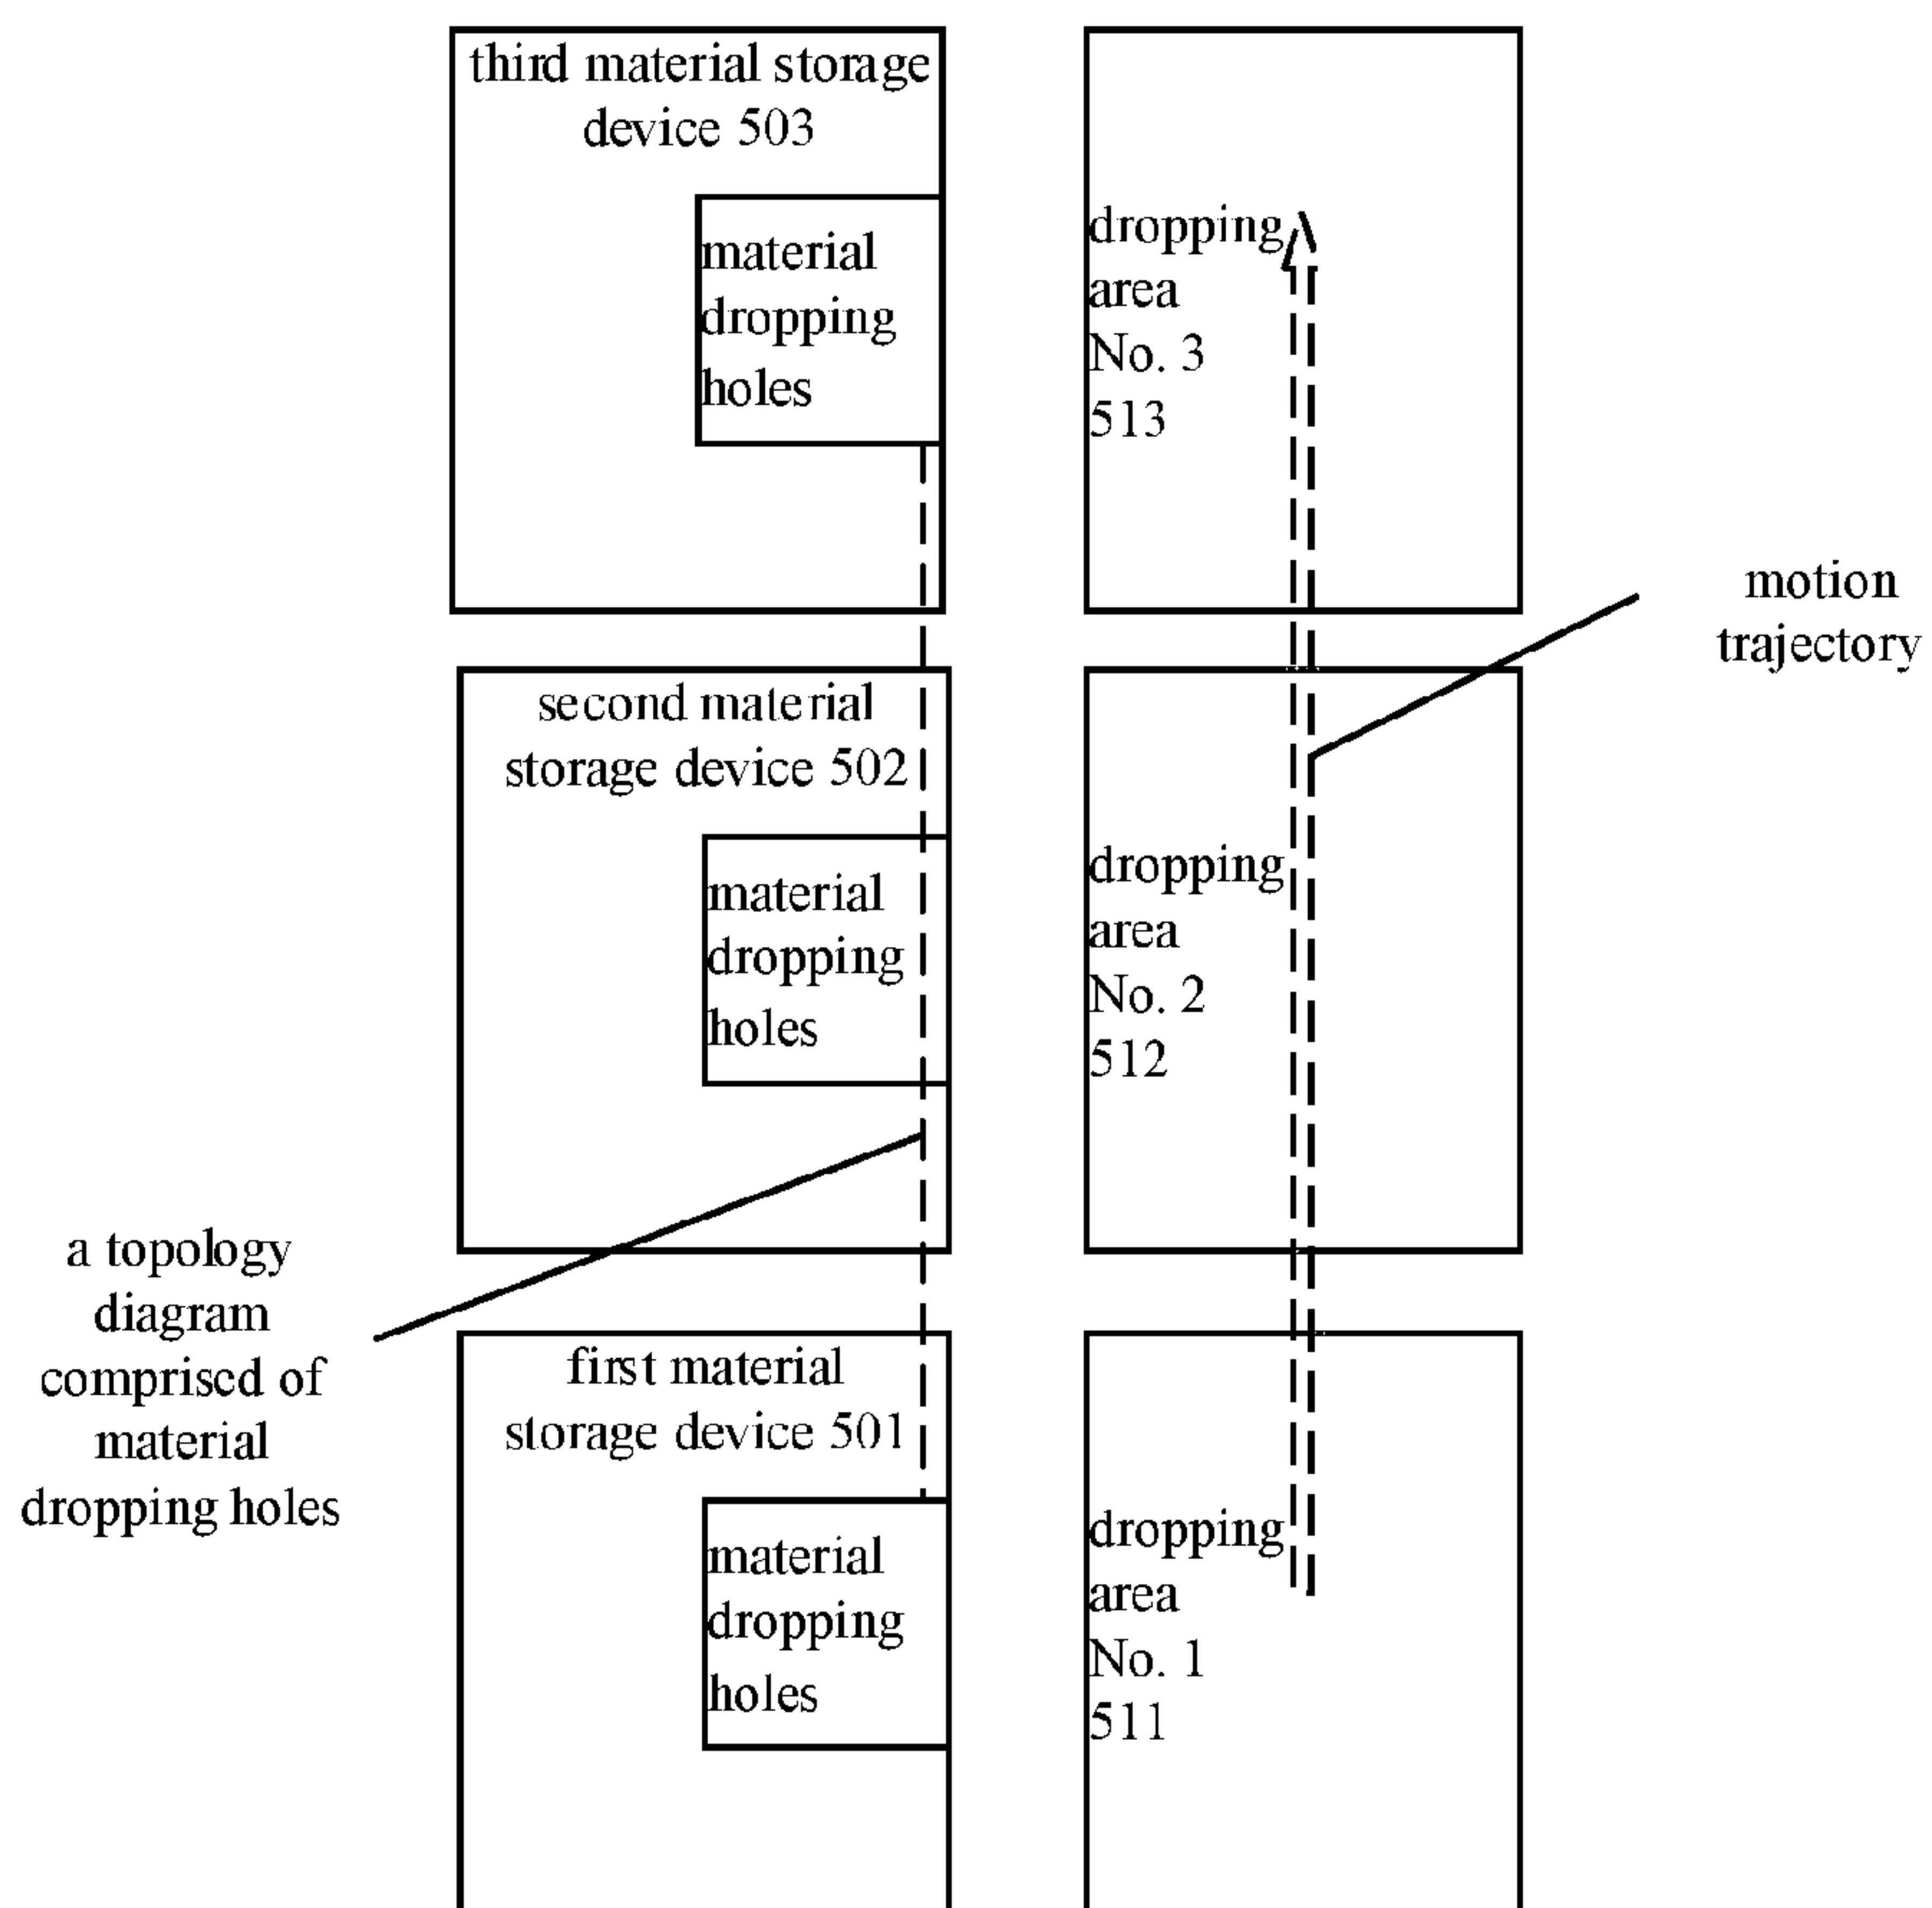 third material storage
device 503
material
dropping
holes
dropping
area
No. 3
513
motion
trajectory
second material
storage device 502
material
dropping
holes
dropping
area
No. 2
512
a topology
diagram
comprised of
material
dropping holes
first material
storage device 501
material
dropping
holes
dropping
area
No. 1
511